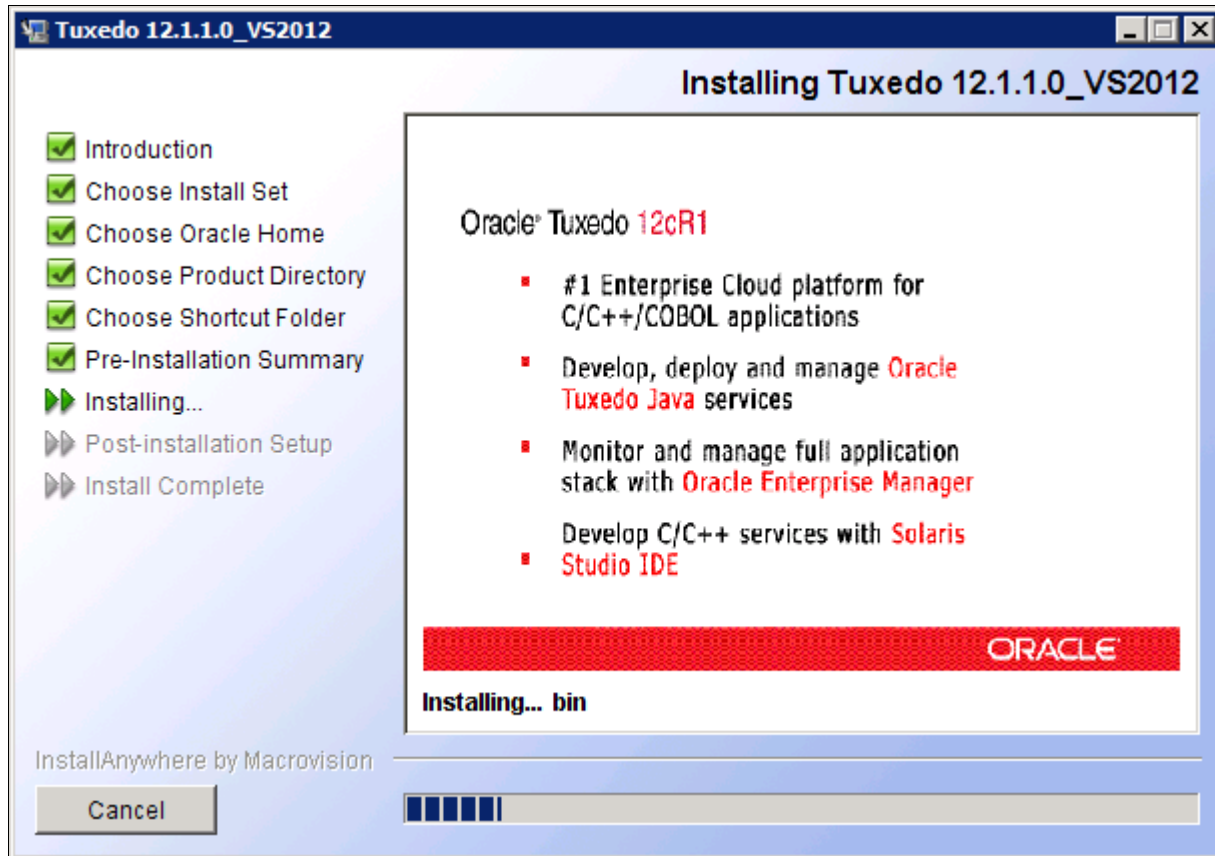 Tuxedo 12.1.1.0_VS2012
Installing Tuxedo 12.1.1.0_VS2012
Introduction
Choose Install Set
Choose Oracle Home
Choose Product Directory
Choose Shortcut Folder
Pre-Installation Summary
Installing...
Post-installation Setup
Install Complete
Oracle® Tuxedo 12cR1
#1 Enterprise Cloud platform for
C/C++/COBOL applications
Develop, deploy and manage Oracle
Tuxedo Java services
Monitor and manage full application
stack with Oracle Enterprise Manager
Develop C/C++ services with Solaris
Studio IDE
ORACLE
Installing... bin
InstallAnywhere by Macrovision
Cancel